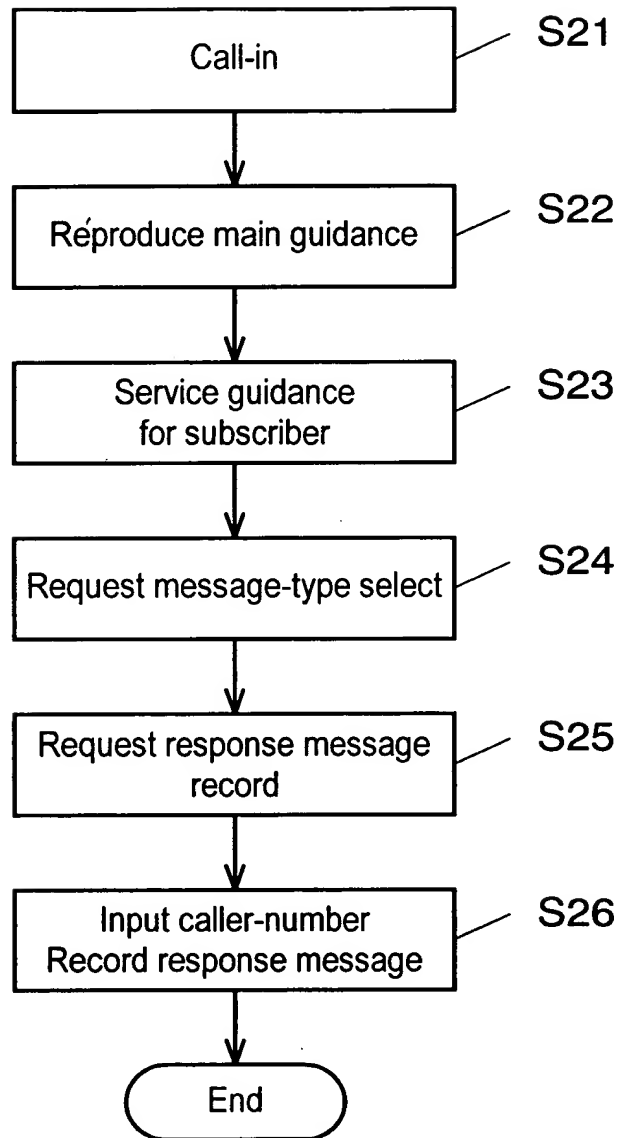 Call-in
S21
Reproduce main guidance
S22
Service guidance
for subscriber
S23
Request message-type select
S24
Request response message
record
S25
Input caller-number
Record response message
S26
End